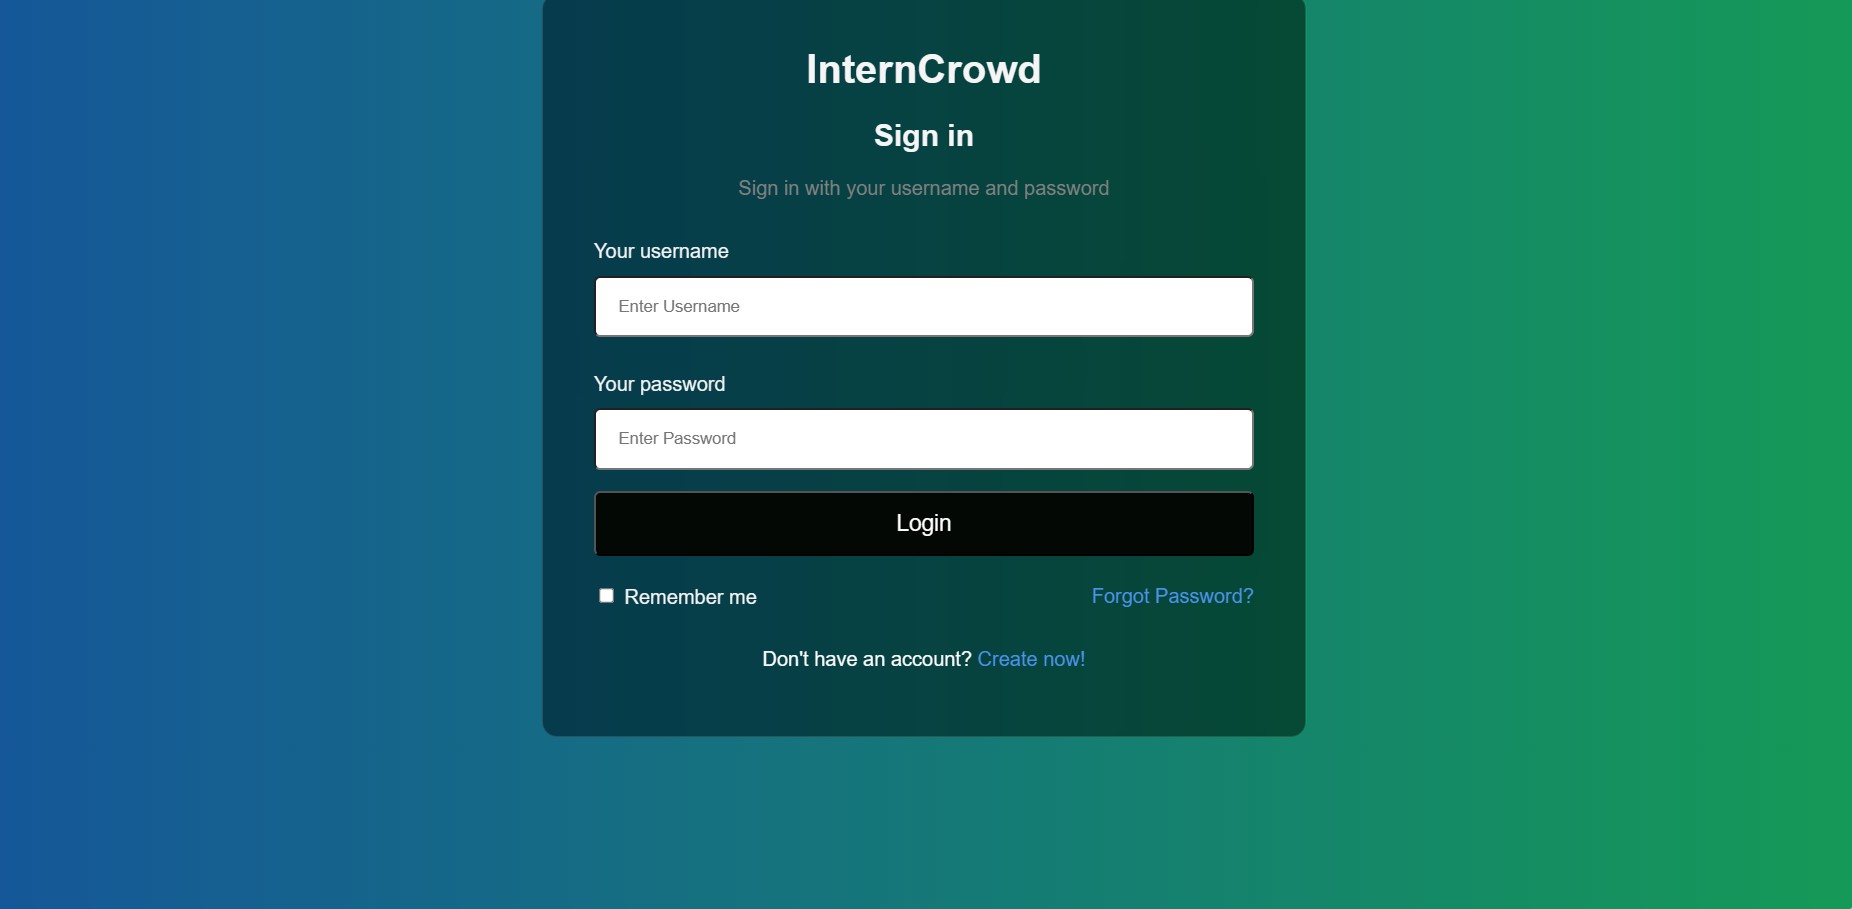 InternCrowd
Sign in
Sign in with your username and password
Your username
Enter Username
Your password
Enter Password
Login
Remember me
Forgot Password?
Don't have an account? Create now!